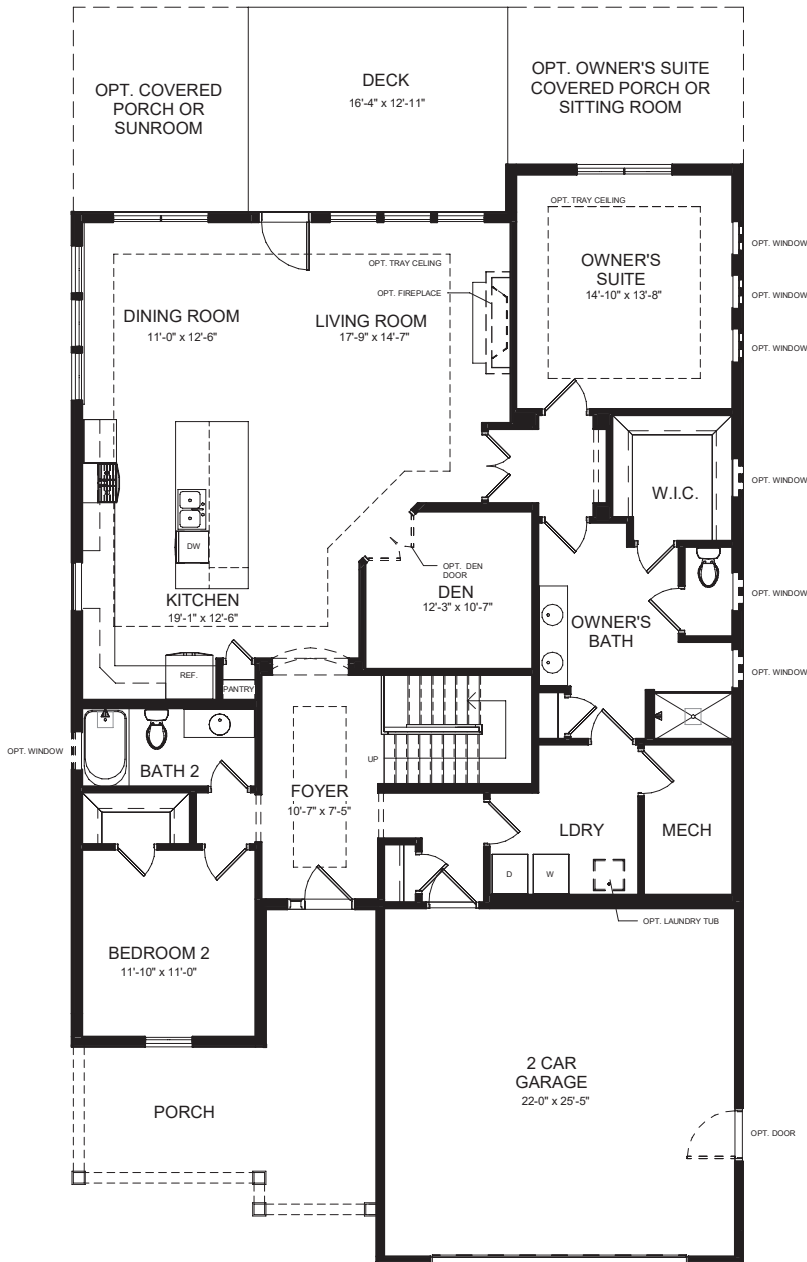 OPT. COVERED
PORCH OR
SUNROOM
DECK
16'-4" x 12'-11"
OPT. OWNER'S SUITE
COVERED PORCH OR
SITTING ROOM
OPT. TRAY CEILING
OWNER'S
SUITE
14'-10" x 13'-8"
OPT. WINDOW
OPT. WINDOW
OPT. WINDOW
OPT. TRAY CELING
OPT. FIREPLACE
DINING ROOM
11'-0" x 12'-6"
LIVING ROOM
17'-9" x 14'-7"
W.I.C.
OPT. WINDOW
DW
OPT. DEN
DOOR
DEN
12'-3" x 10'-7"
KITCHEN
19'-1" x 12'-6"
OWNER'S
BATH
OPT. WINDOW
OPT. WINDOW
REF.
PANTRY
OPT. WINDOW
BATH 2
UP
FOYER
10'-7" x 7'-5"
LDRY
MECH
D
W
OPT. LAUNDRY TUB
BEDROOM 2
11'-10" x 11'-0"
PORCH
2 CAR
GARAGE
22-0" x 25'-5"
OPT. DOOR